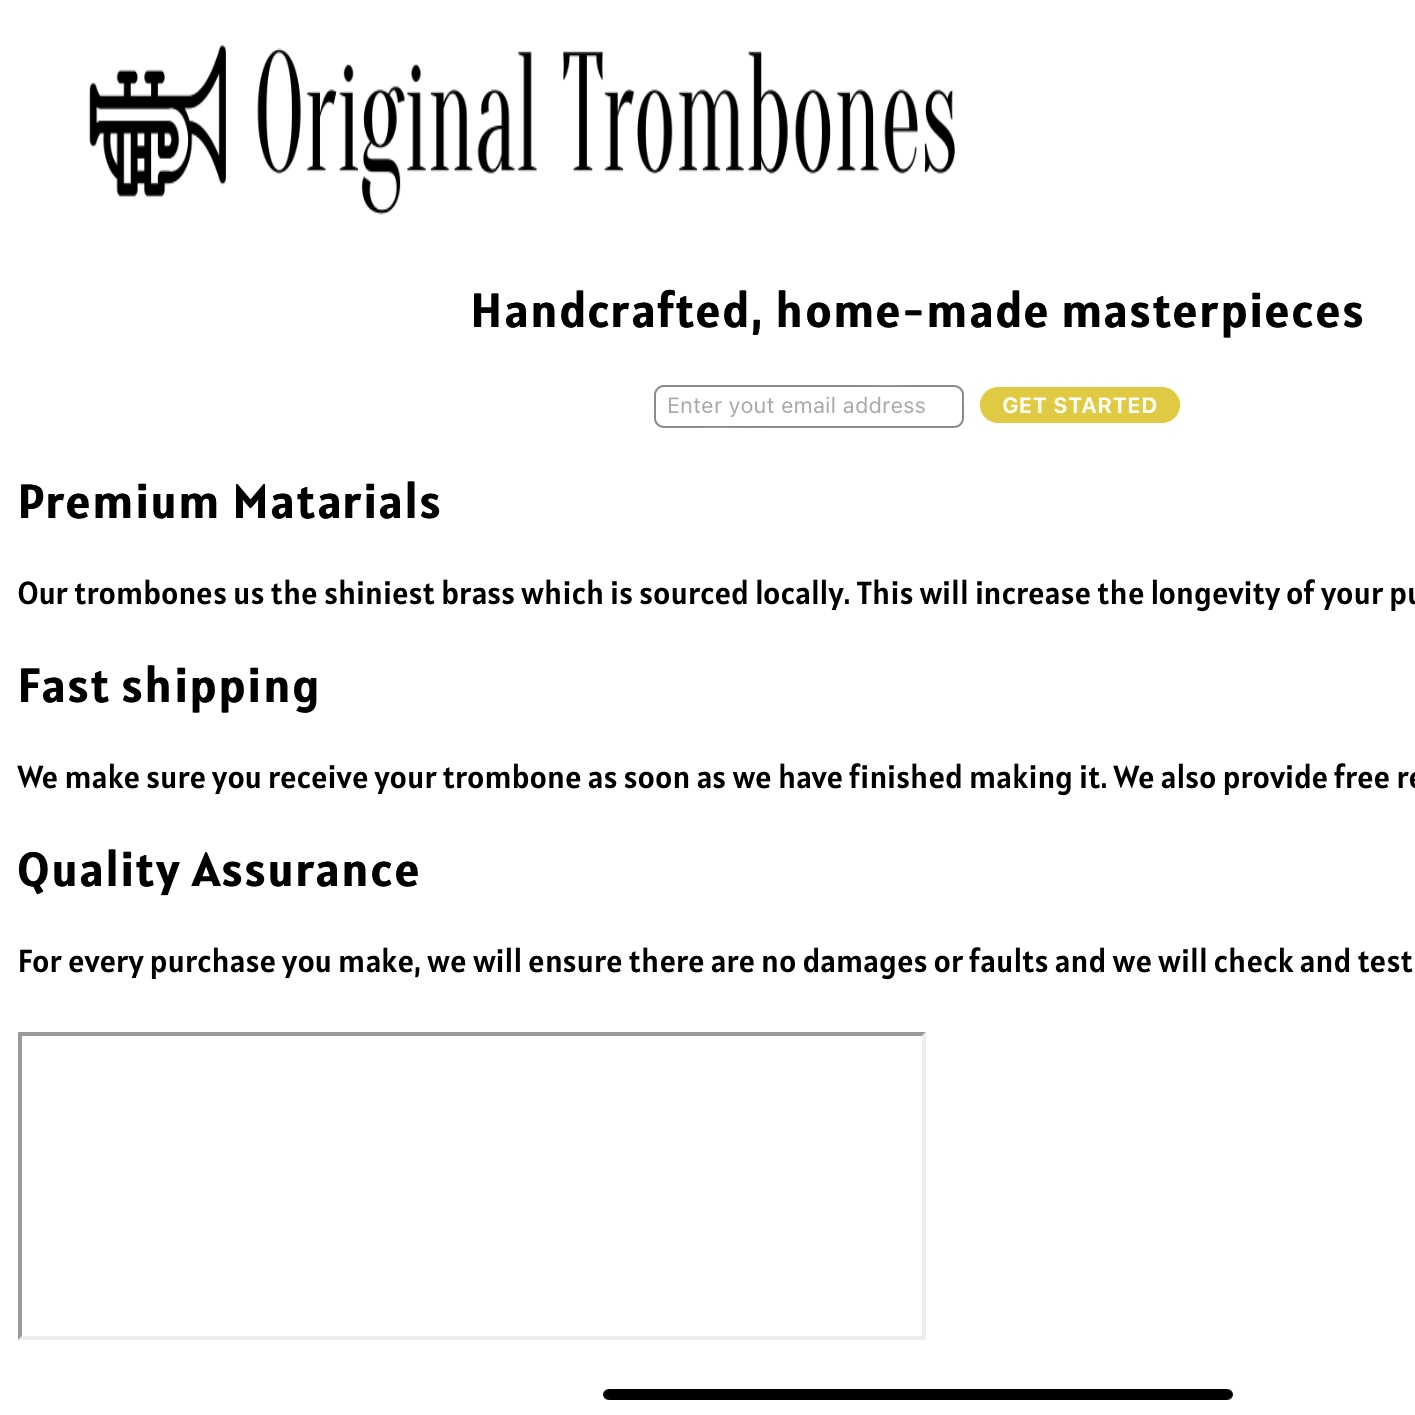 Original Trombones
Handcrafted, home-made masterpieces
Enter yout email address GET STARTED
Premium Matarials
Our trombones us the shiniest brass which is sourced locally. This will increase the longevity of your
Fast shipping
We make sure you receive your trombone as soon as we have finished making it. We also provide free
Quality Assurance
For every purchase you make, we will ensure there are no damages or faults and we will check and test